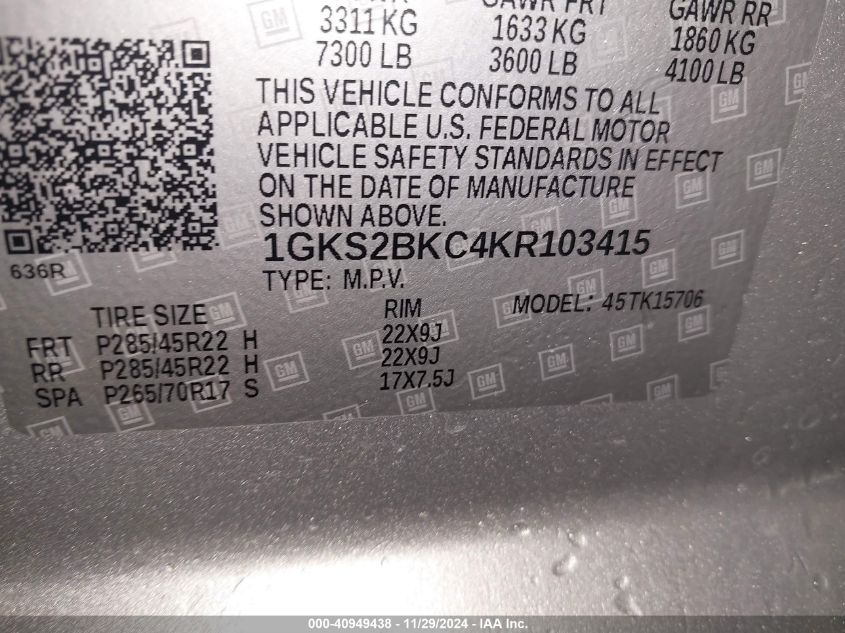 GAWR FRT GAWR RR
3311 KG 1633 KG 1860 KG
7300 LB 3600 LB 4100 LB
THIS VEHICLE CONFORMS TO ALL
APPLICABLE U.S. FEDERAL MOTOR
VEHICLE SAFETY STANDARDS IN EFFECT
ON THE DATE OF MANUFACTURE
SHOWN ABOVE.
1GKS2BKC4KR103415
636R
TYPE: M.P.V.
TIRE SIZE RIM MODEL: 45TK15706
FRT P285/45R22 H 22X9J
RR P285/45R22 H 22X9J
SPA P265/70R17 S 17X7.5J
000-40949438 - 11/29/2024 - IAA Inc.